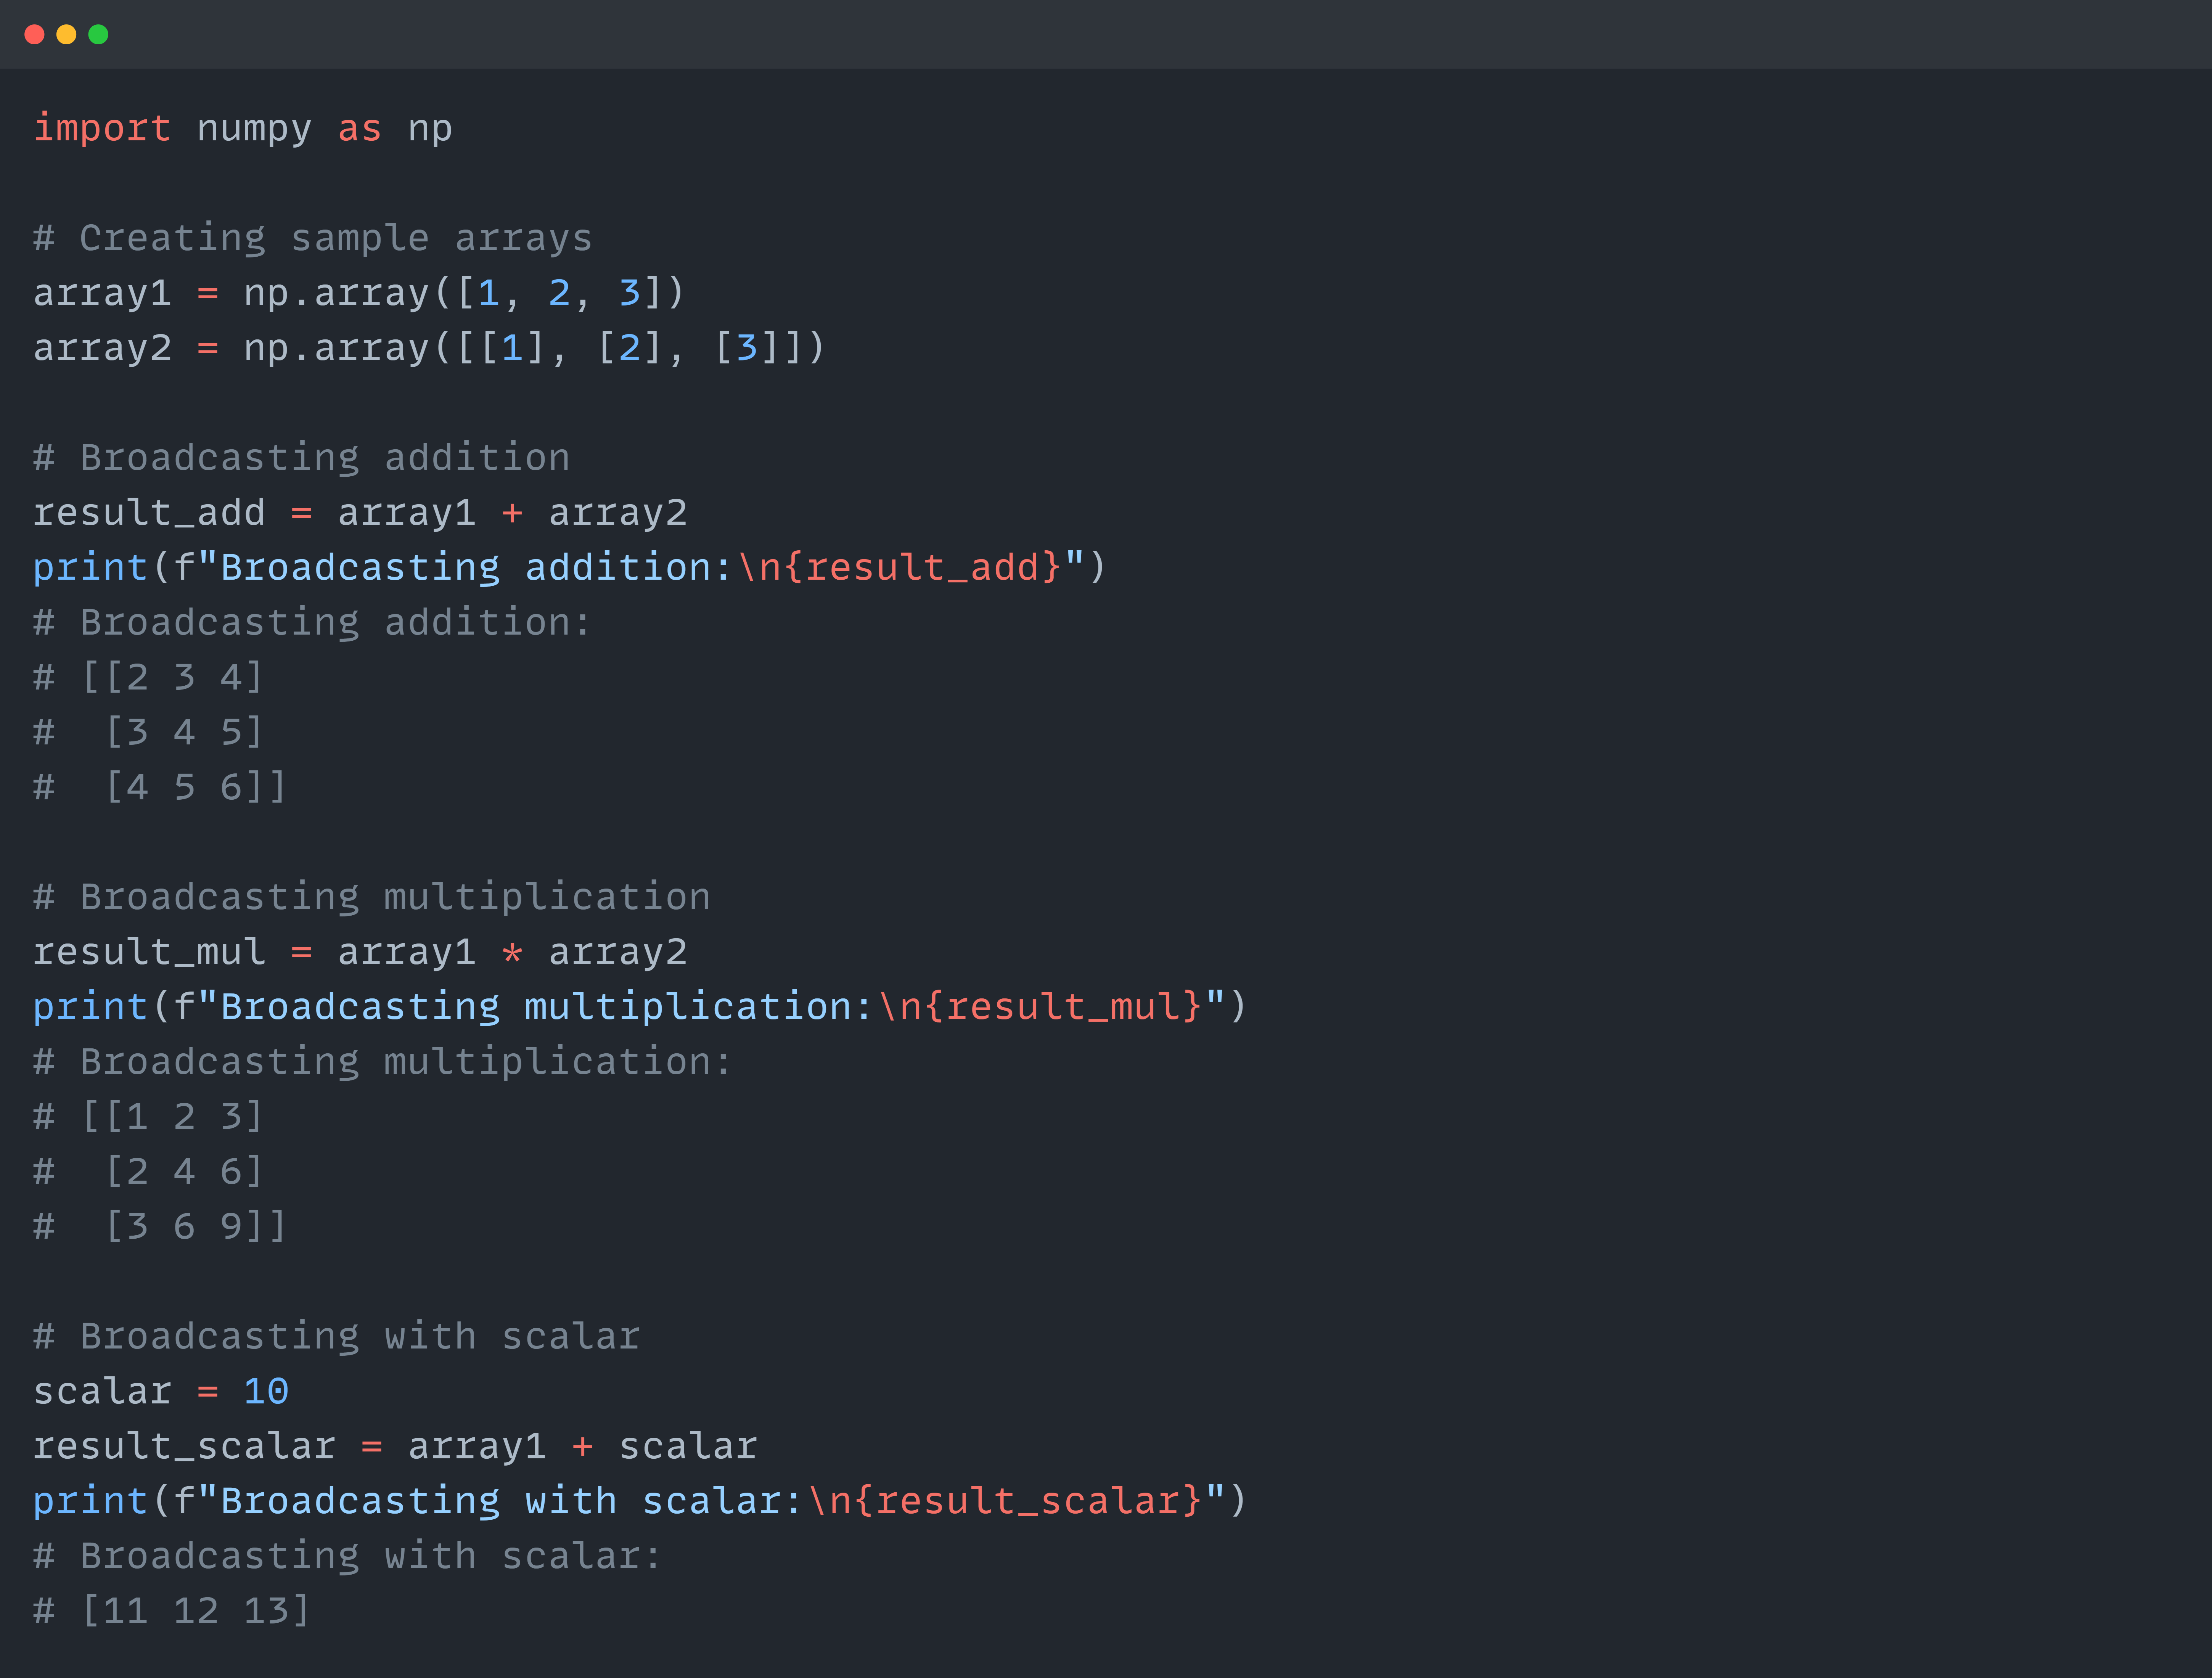 import numpy as np

# Creating sample arrays
array1 = np.array([1, 2, 3])
array2 = np.array([[1], [2], [3]])

# Broadcasting addition
result_add = array1 + array2
print(f"Broadcasting addition:\n{result_add}")
# Broadcasting addition:
# [[2 3 4]
#  [3 4 5]
#  [4 5 6]]

# Broadcasting multiplication
result_mul = array1 * array2
print(f"Broadcasting multiplication:\n{result_mul}")
# Broadcasting multiplication:
# [[1 2 3]
#  [2 4 6]
#  [3 6 9]]

# Broadcasting with scalar
scalar = 10
result_scalar = array1 + scalar
print(f"Broadcasting with scalar:\n{result_scalar}")
# Broadcasting with scalar:
# [11 12 13]